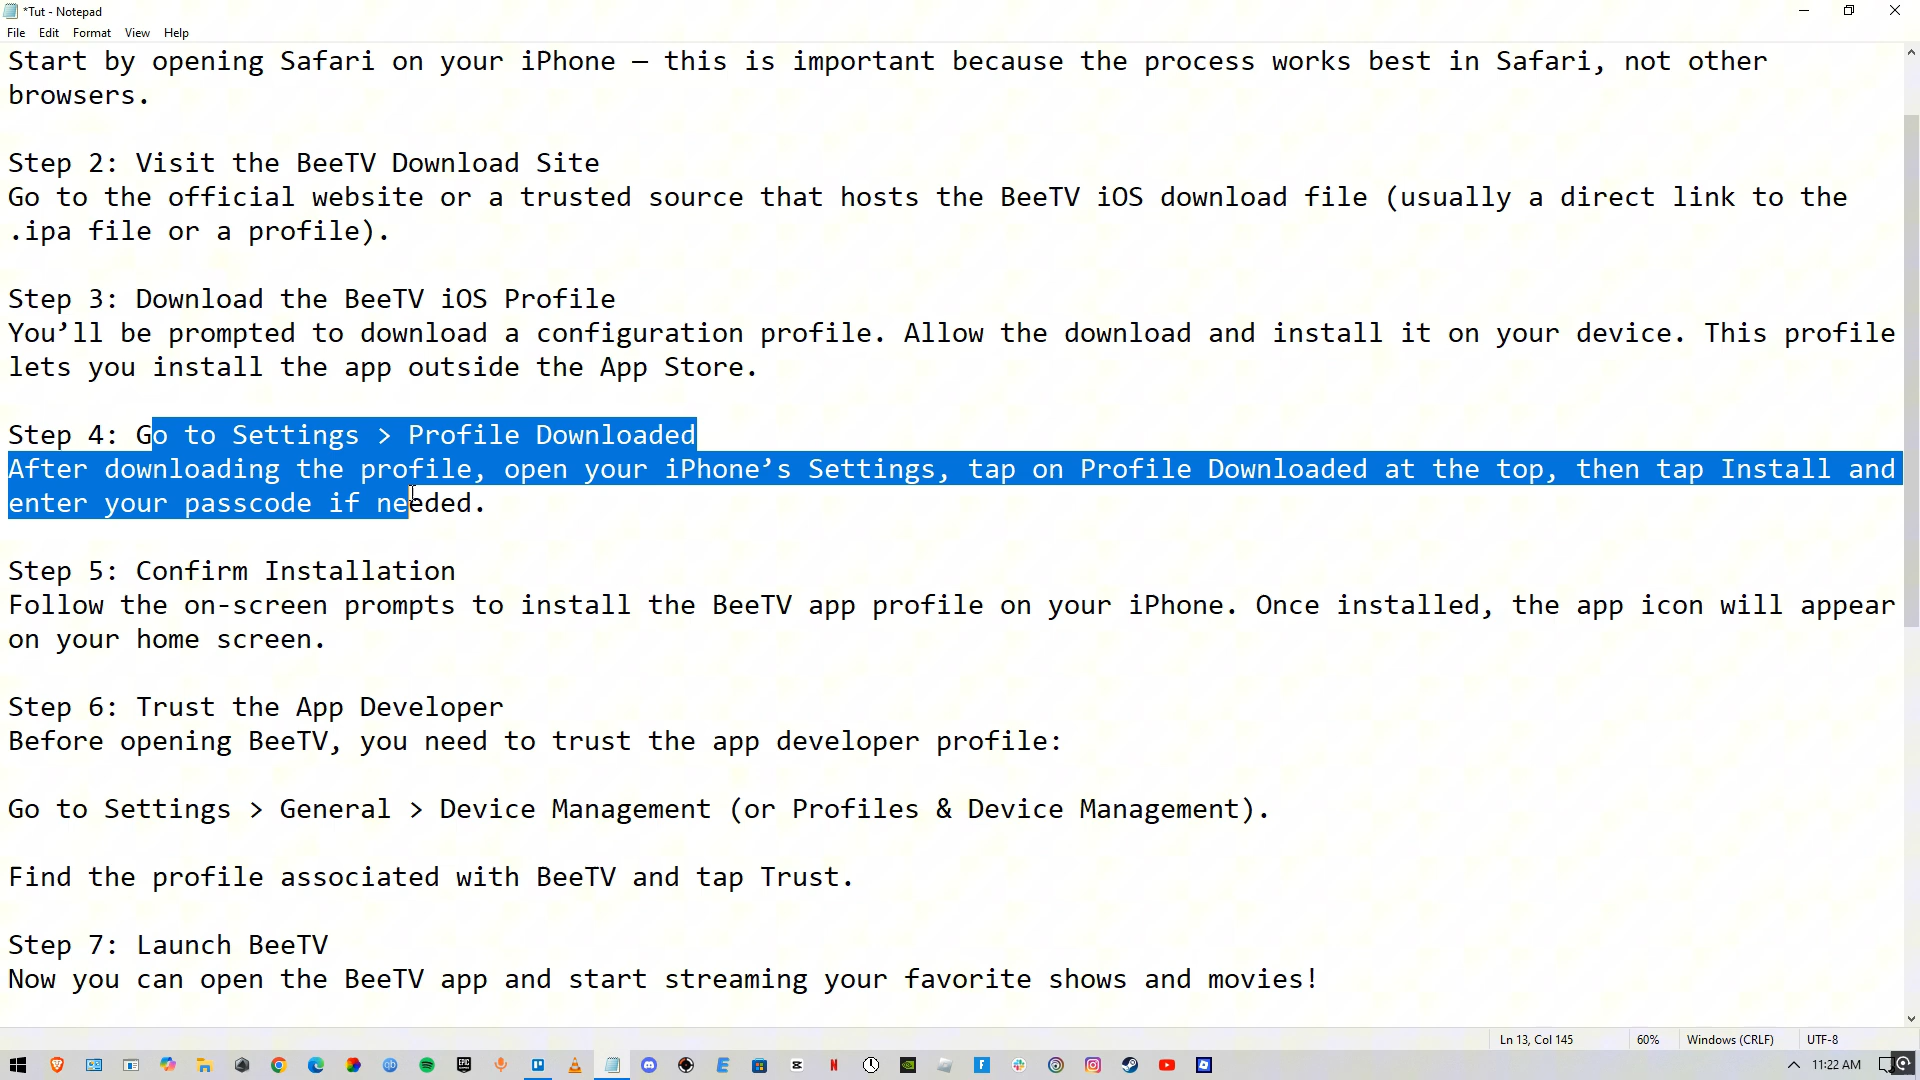 *Tut - Notepad
File Edit Format View Help
Start by opening Safari on your iPhone — this is important because the process works best in Safari, not other
browsers.
Step 2: Visit the BeeTV Download Site
Go to the official website or a trusted source that hosts the BeeTV iOS download file (usually a direct link to the
.ipa file or a profile).
Step 3: Download the BeeTV iOS Profile
You’ll be prompted to download a configuration profile. Allow the download and install it on your device. This profile
lets you install the app outside the App Store.
Step 4: Go to Settings > Profile Downloaded
After downloading the profile, open your iPhone’s Settings, tap on Profile Downloaded at the top, then tap Install and
enter your passcode if needed.
Step 5: Confirm Installation
Follow the on-screen prompts to install the BeeTV app profile on your iPhone. Once installed, the app icon will appear
on your home screen.
Step 6: Trust the App Developer
Before opening BeeTV, you need to trust the app developer profile:
Go to Settings > General > Device Management (or Profiles & Device Management).
Find the profile associated with BeeTV and tap Trust.
Step 7: Launch BeeTV
Now you can open the BeeTV app and start streaming your favorite shows and movies!
Ln 13, Col 145 60% Windows (CRLF) UTF-8
11:22 AM